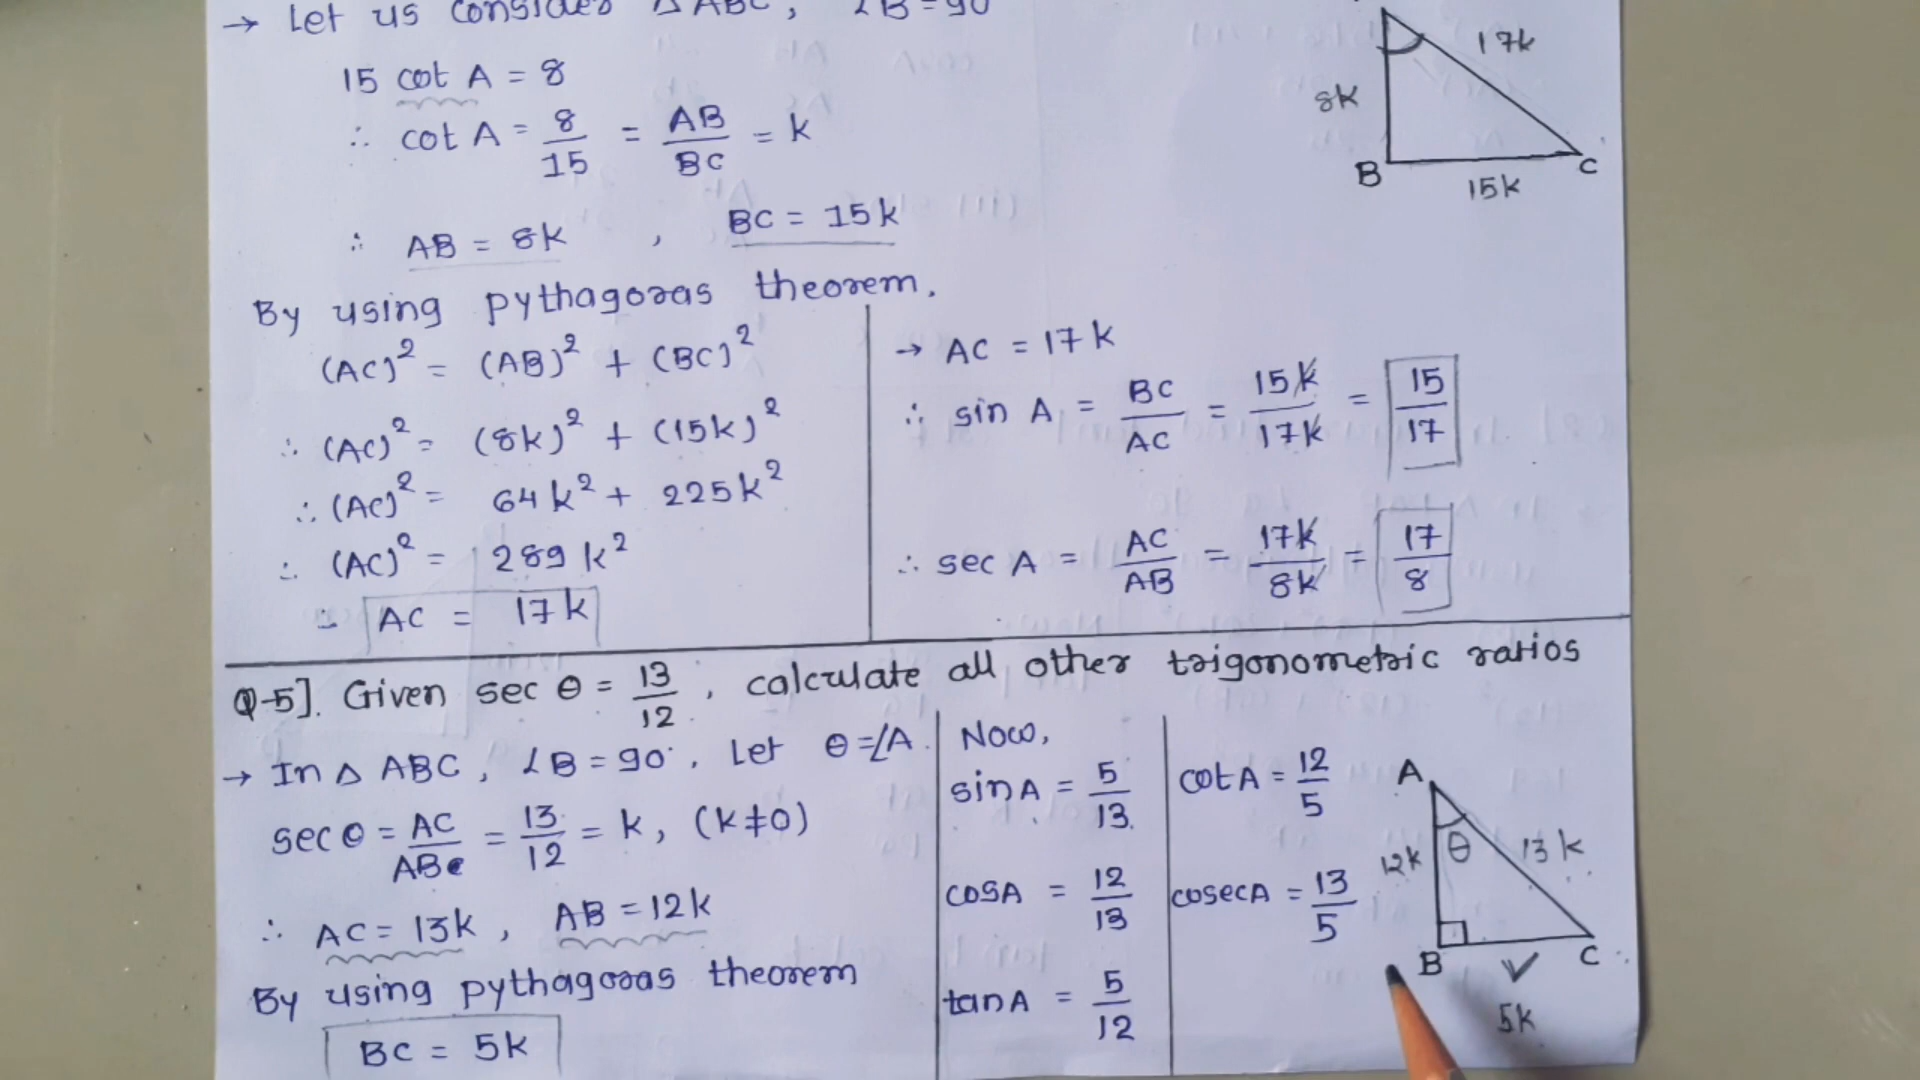 → Let us consider △ ABC, ∠B = 90
15 cot A = 8
∴ cot A = 8/15 = AB/BC = k
∴ AB = 8k , BC = 15k
By using pythagoras theorem.
(AC)² = (AB)² + (BC)²
∴ (AC)² = (8k)² + (15k)²
∴ (AC)² = 64k² + 225k²
∴ (AC)² = 289k²
∴ AC = 17k
→ AC = 17k
∴ sin A = BC/AC = 15k/17k = 15/17
∴ sec A = AC/AB = 17k/8k = 17/8
17k
8k
B
15k
C
Q-5]. Given sec θ = 13/12, calculate all other trigonometric ratios
→ In △ ABC, ∠B = 90°, Let θ = ∠A.
sec θ = AC/AB = 13/12 = k, (k≠0)
∴ AC = 13k, AB = 12k
By using pythagoras theorem
BC = 5k
Now,
sinA = 5/13
cosA = 12/13
tanA = 5/12
cotA = 12/5
cosecA = 13/5
A
12k
θ
13k
B
C
5k